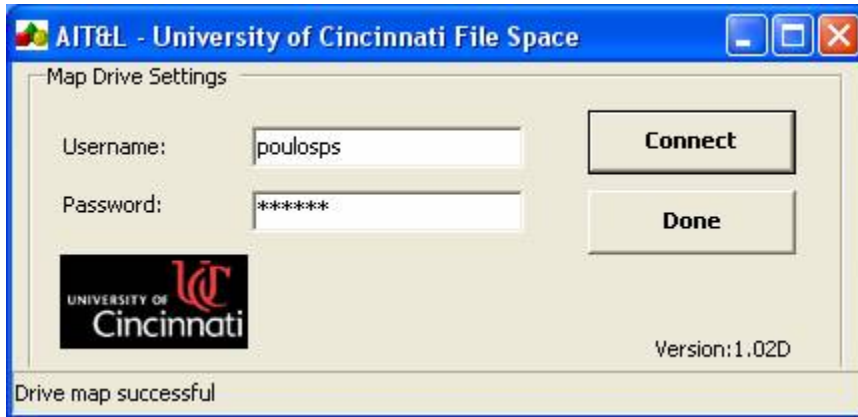 AIT&L - University of Cincinnati File Space
Map Drive Settings
Username: poulosps
Connect
Password: ******
Done
UC
UNIVERSITY OF
Cincinnati
Version:1.02D
Drive map successful